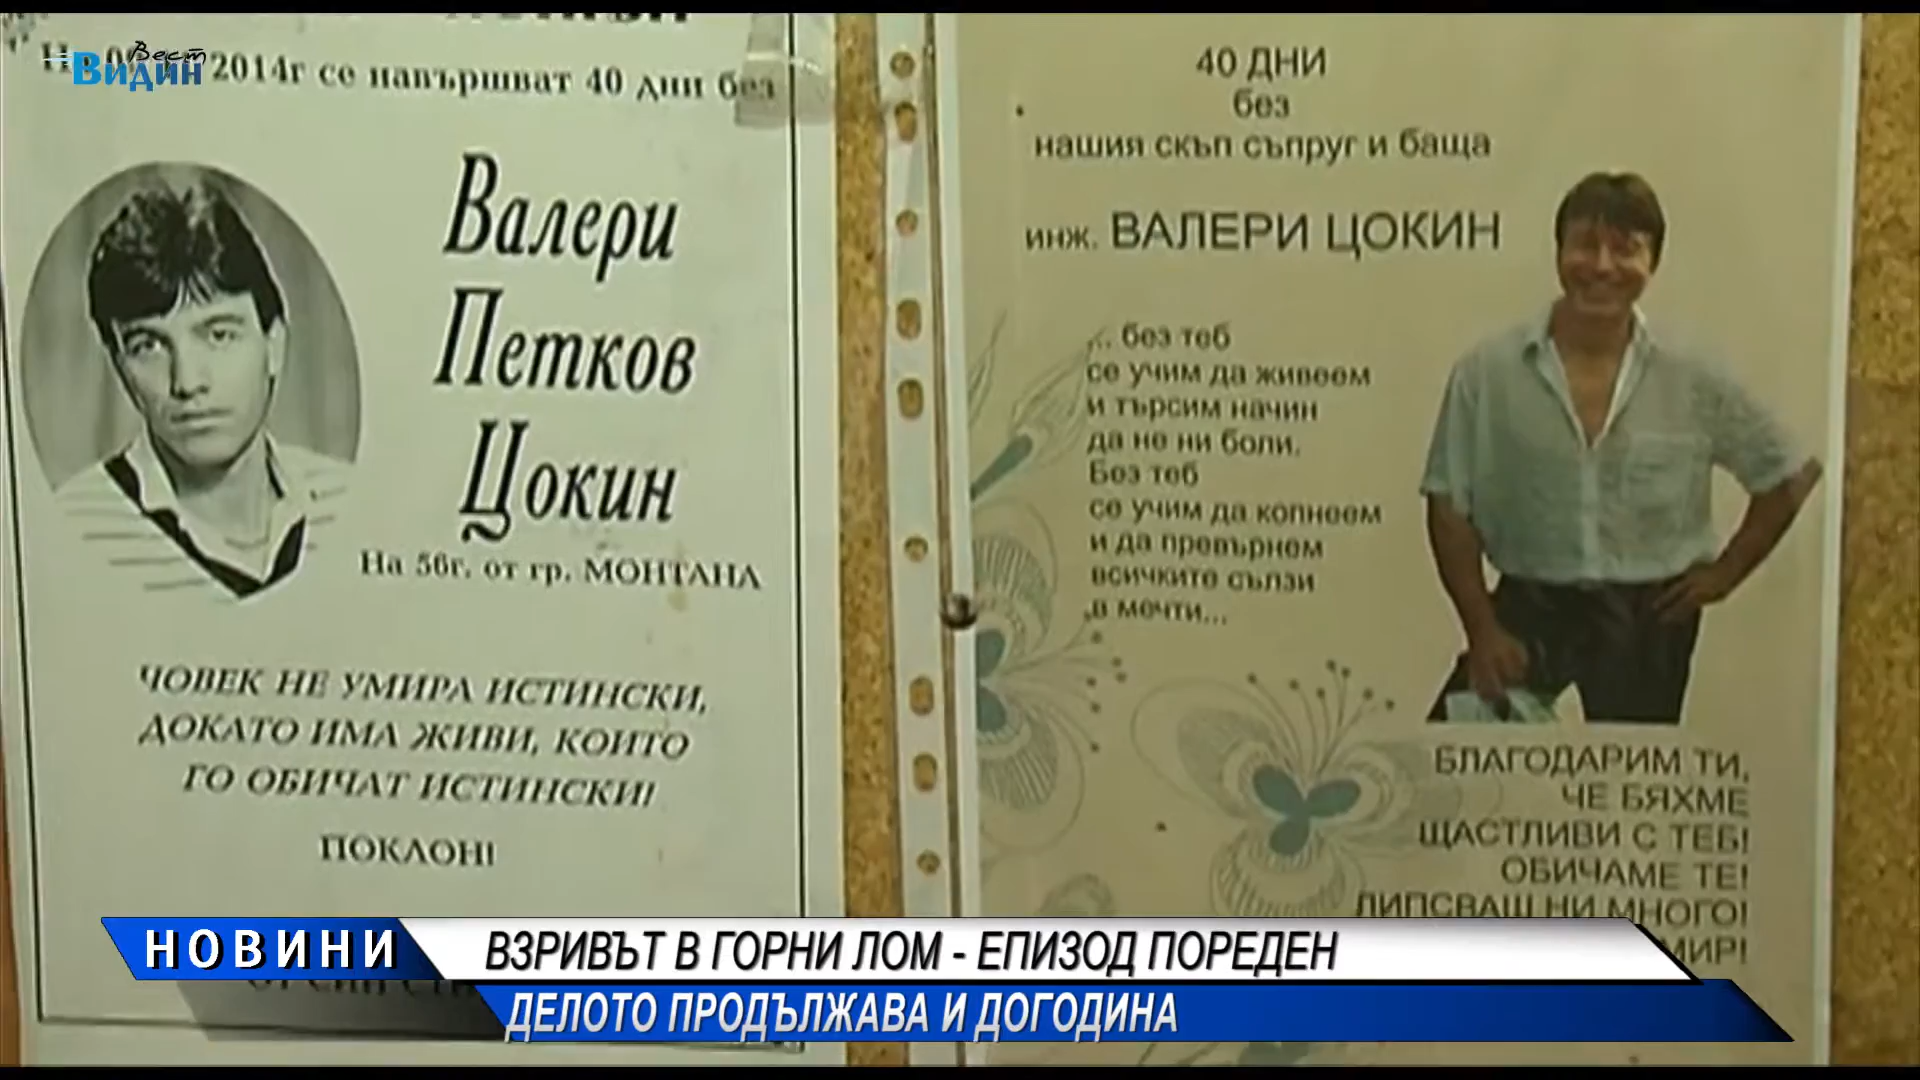 Вест
Видин
2014г се навършват 40 дни без
Валери
Петков
Цокин
На 56г. от гр. МОНТАНА
ЧОВЕК НЕ УМИРА ИСТИНСКИ,
ДОКАТО ИМА ЖИВИ, КОИТО
ГО ОБИЧАТ ИСТИНСКИ!
ПОКЛОН!
40 ДНИ
без
нашия скъп съпруг и баща
инж. ВАЛЕРИ ЦОКИН
... без теб
се учим да живеем
и търсим начин
да не ни боли.
Без теб
се учим да копнеем
и да превърнем
всичките сълзи
в мечти...
БЛАГОДАРИМ ТИ,
ЧЕ БЯХМЕ
ЩАСТЛИВИ С ТЕБ!
ОБИЧАМЕ ТЕ!
ЛИПСВАШ НИ МНОГО!
МИР!
НОВИНИ
ВЗРИВЪТ В ГОРНИ ЛОМ - ЕПИЗОД ПОРЕДЕН
ДЕЛОТО ПРОДЪЛЖАВА И ДОГОДИНА